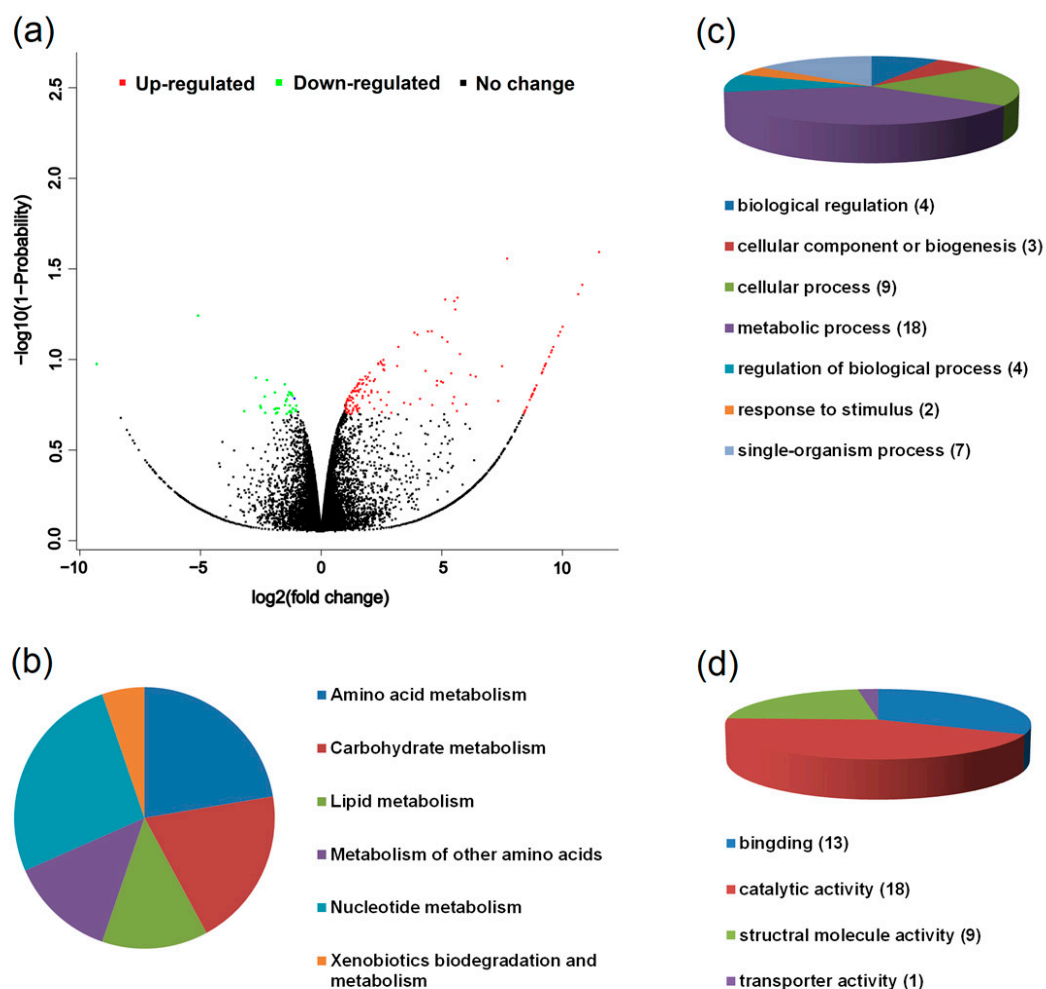 (a)
Up-regulated Down-regulated No change
2.5
2.0
1.5
1.0
0.5
0.0
−log10(1−Probability)
−10 −5 0 5 10
log2(fold change)
(c)
biological regulation (4)
cellular component or biogenesis (3)
cellular process (9)
metabolic process (18)
regulation of biological process (4)
response to stimulus (2)
single-organism process (7)
(b)
Amino acid metabolism
Carbohydrate metabolism
Lipid metabolism
Metabolism of other amino acids
Nucleotide metabolism
Xenobiotics biodegradation and
metabolism
(d)
bingding (13)
catalytic activity (18)
structral molecule activity (9)
transporter activity (1)